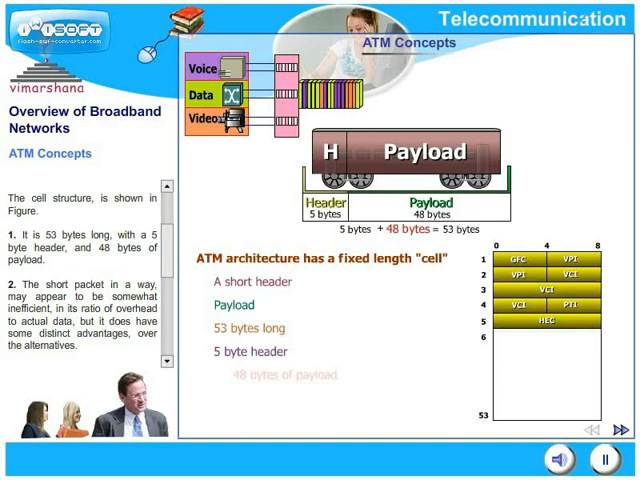 Telecommunication
iWiSOFT
flash-swf-converter.com
vimarshana
Overview of Broadband
Networks
ATM Concepts
The cell structure, is shown in
Figure.
1. It is 53 bytes long, with a 5
byte header, and 48 bytes of
payload.
2. The short packet in a way,
may appear to be somewhat
inefficient, in its ratio of overhead
to actual data, but it does have
some distinct advantages, over
the alternatives.
ATM Concepts
Voice
Data
Video
H Payload
Header Payload
5 bytes 48 bytes
5 bytes + 48 bytes = 53 bytes
ATM architecture has a fixed length "cell"
A short header
Payload
53 bytes long
5 byte header
48 bytes of payload
0 4 8
1 GFC VPI
2 VPI VCI
3 VCI
4 VCI PTI
5 HEC
6
53